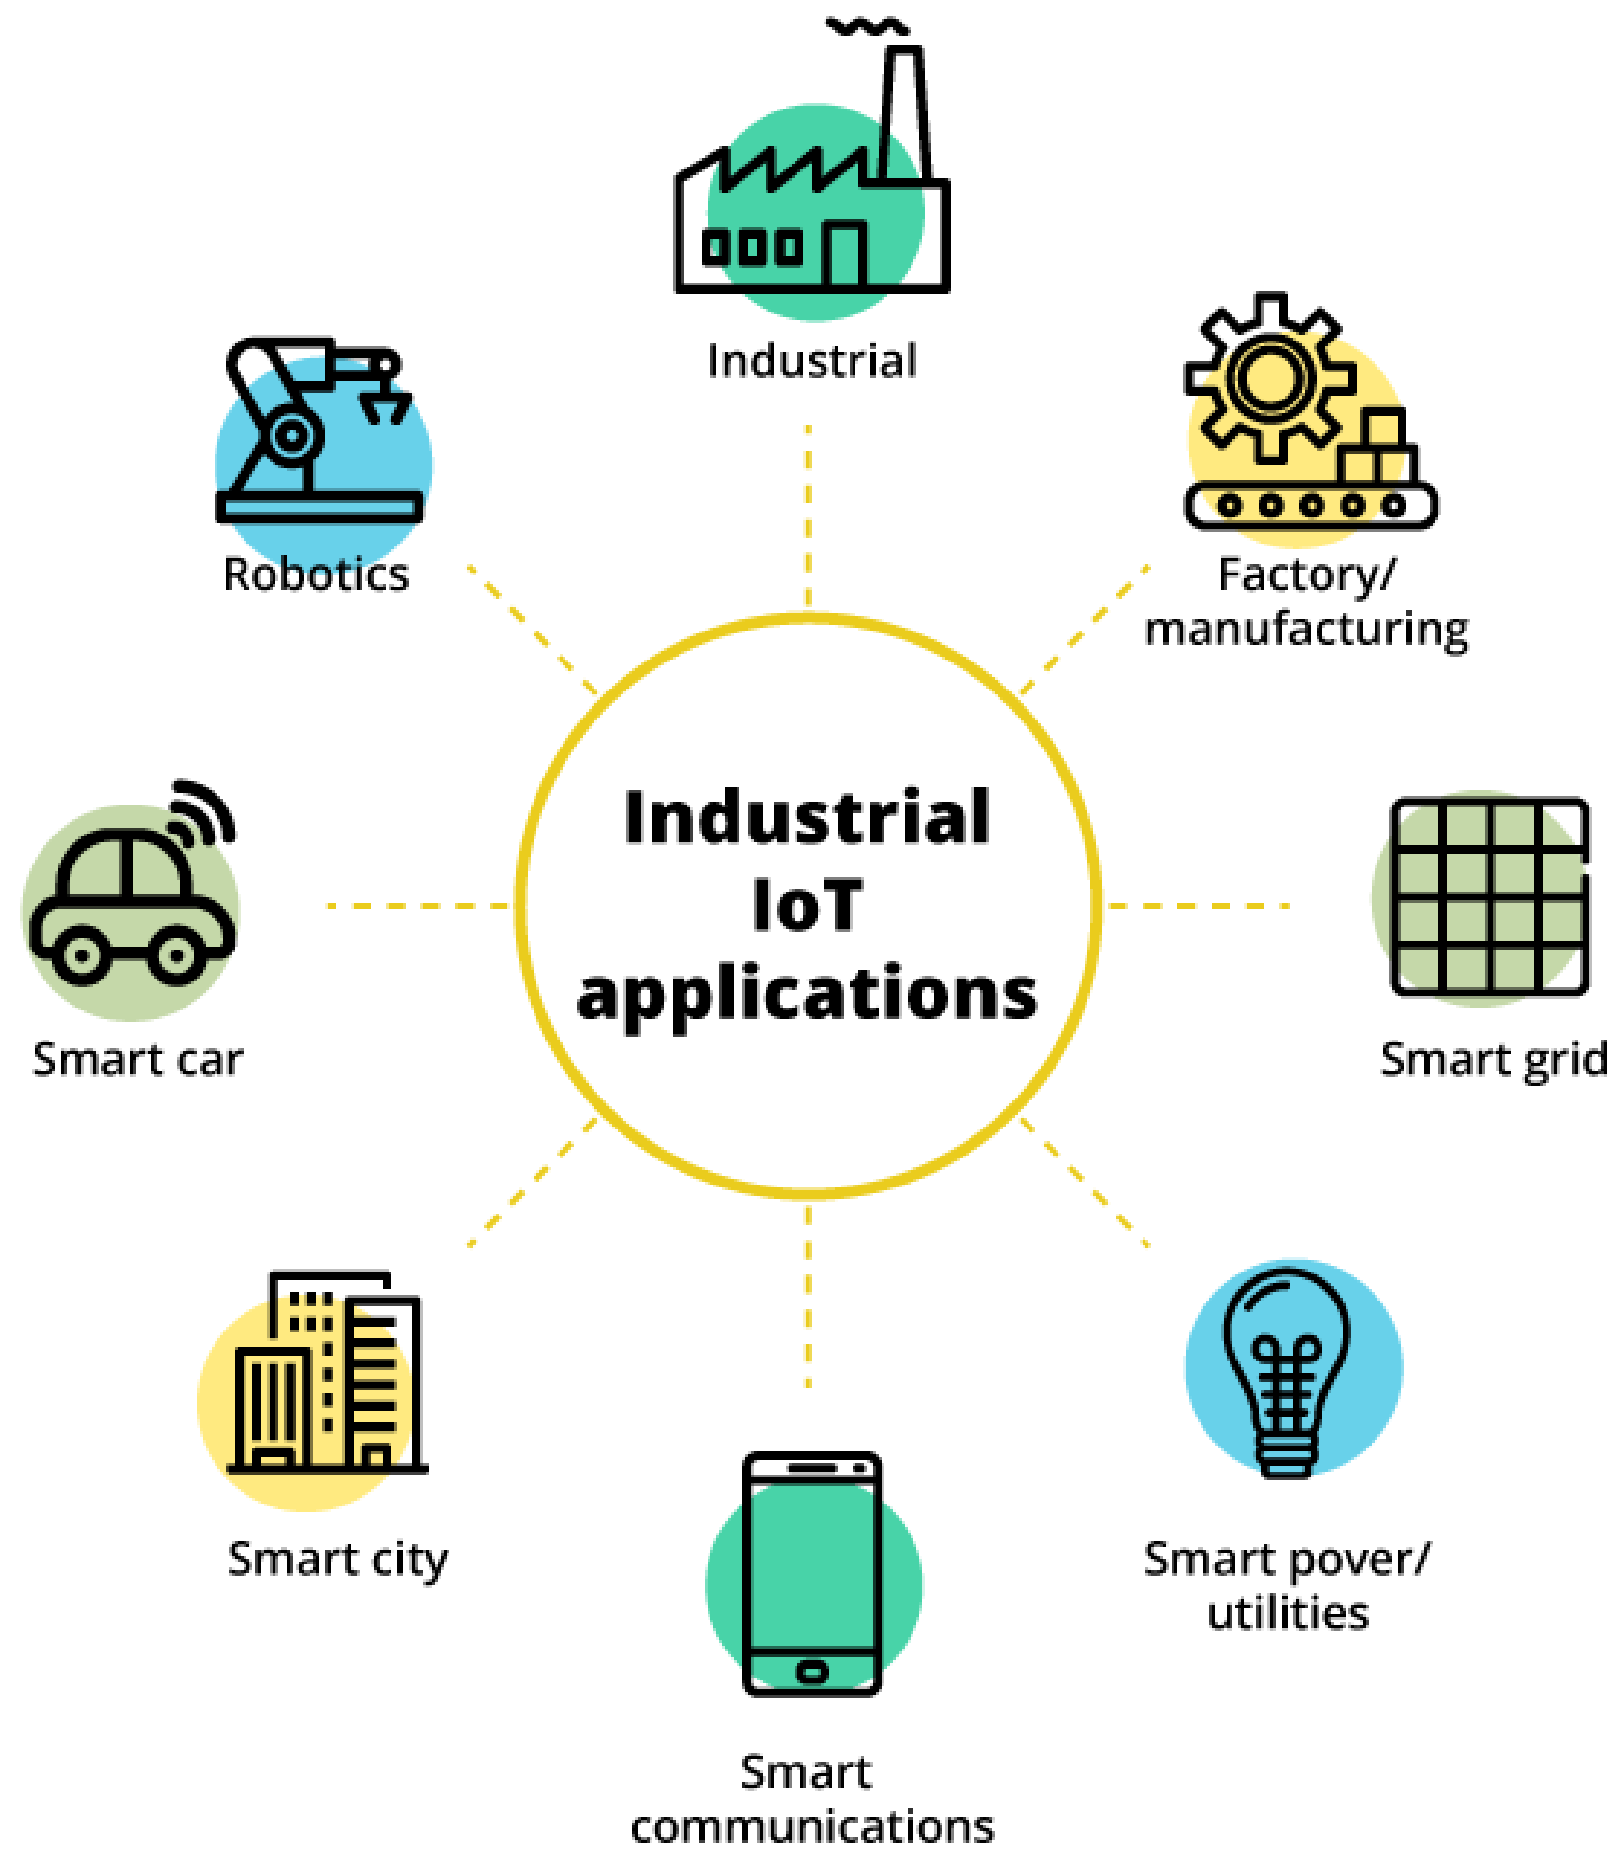 Industrial
Robotics
Factory/
manufacturing
Industrial
IoT
applications
Smart car
Smart grid
Smart city
Smart pover/
utilities
Smart
communications